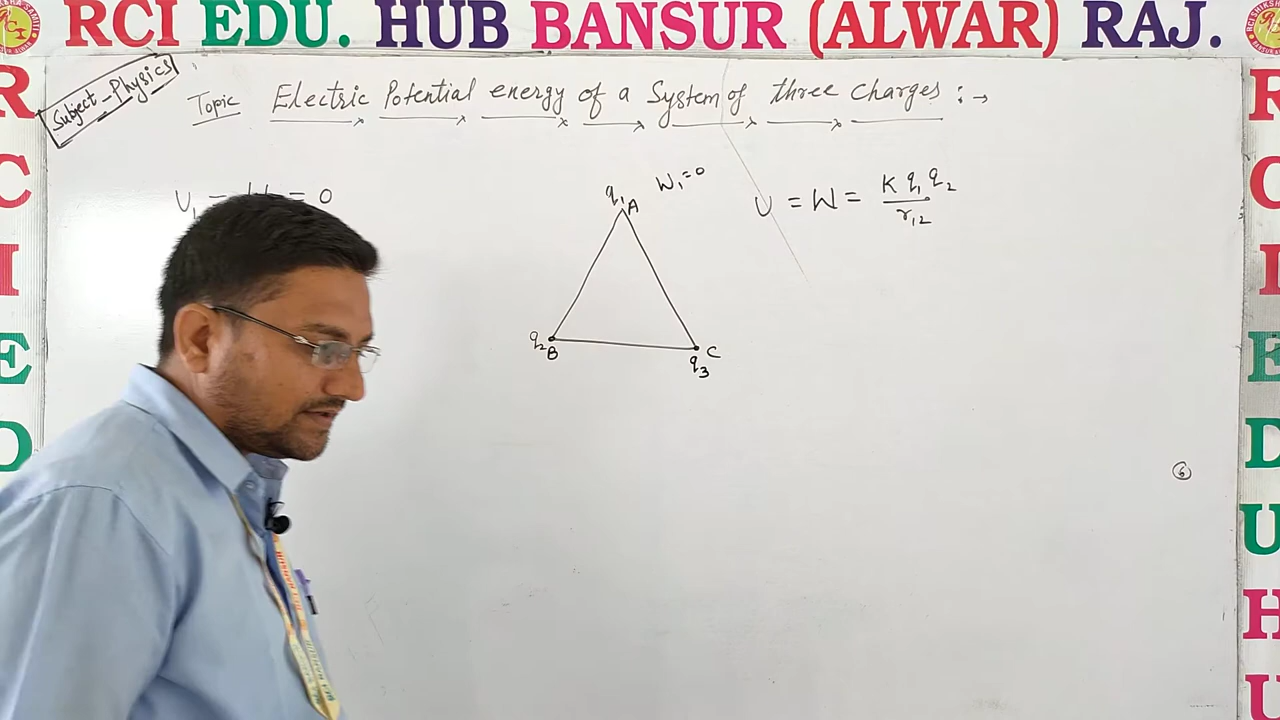 RCI EDU. HUB BANSUR (ALWAR) RAJ.
Subject - Physics
Topic Electric Potential energy of a System of three charges :→
U₁ = 0
q₁ A W₁=0
U = W = K q₁ q₂ / r₁₂
q₂ B
C
q₃
6
R
C
I
E
D
U
H
U